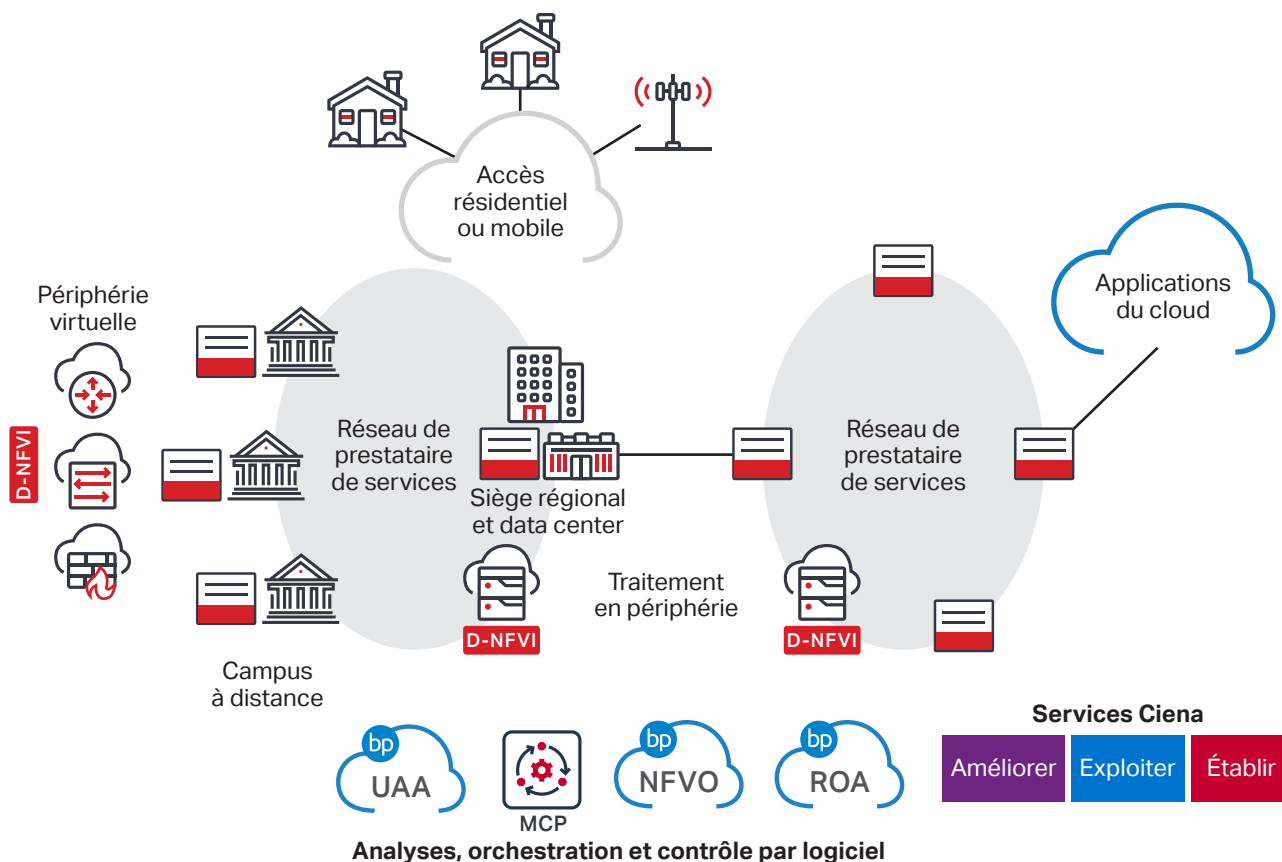 Accès
résidentiel
ou mobile
Périphérie
virtuelle
Applications
du cloud
D-NFVI
Réseau de
prestataire
de services
Réseau de
prestataire
de services
Siège régional
et data center
Traitement
en périphérie
D-NFVI
D-NFVI
Campus
à distance
bp
UAA
MCP
bp
NFVO
bp
ROA
Services Ciena
Améliorer
Exploiter
Établir
Analyses, orchestration et contrôle par logiciel